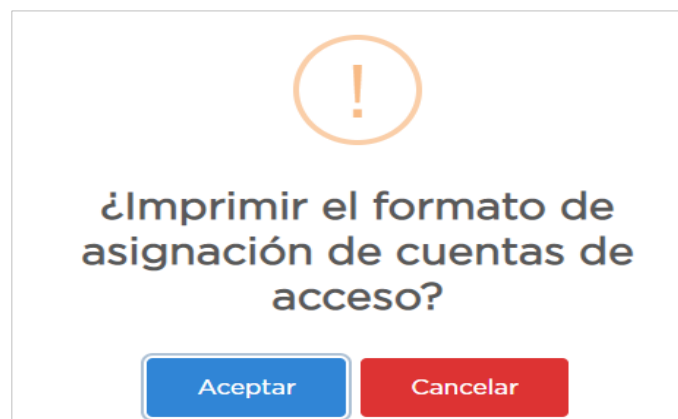 !
¿Imprimir el formato de
asignación de cuentas de
acceso?
Aceptar
Cancelar